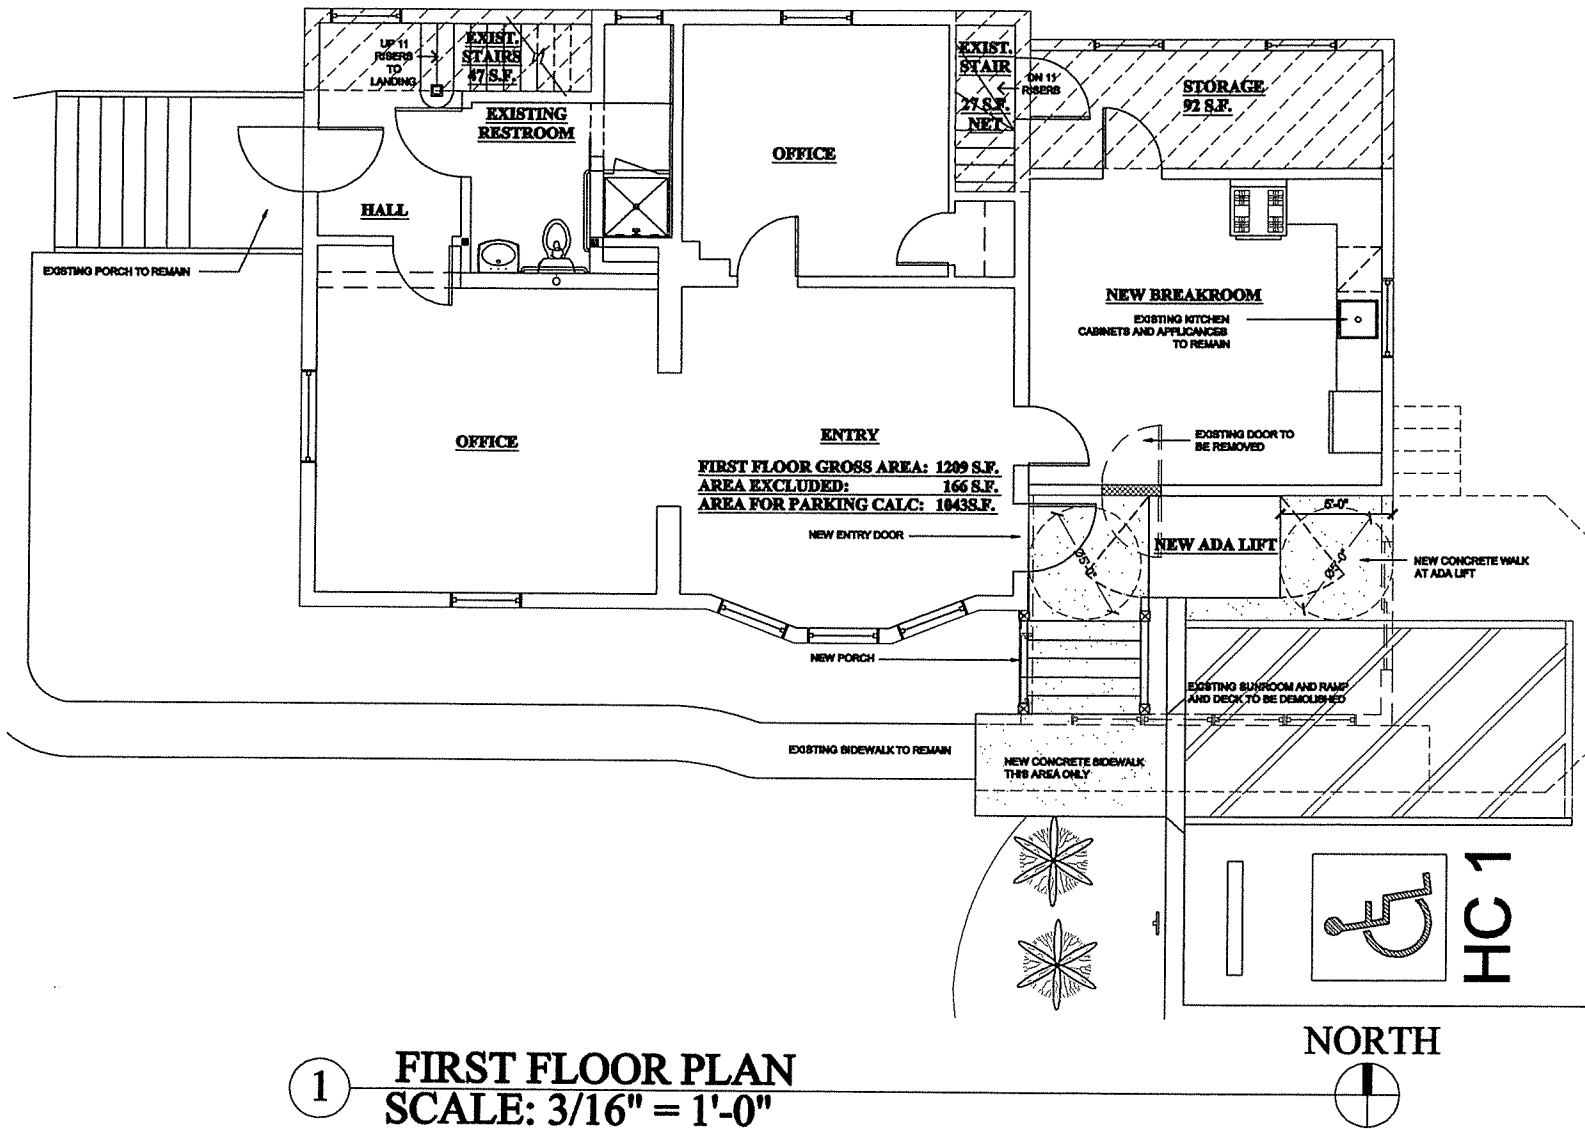 UP 11
RISERS
TO
LANDING
EXIST.
STAIRS
47 S.F.
EXISTING
RESTROOM
OFFICE
EXIST.
STAIR
27 S.F.
NET
DN 11
RISERS
STORAGE
92 S.F.
HALL
EXISTING PORCH TO REMAIN
NEW BREAKROOM
EXISTING KITCHEN
CABINETS AND APPLICANCES
TO REMAIN
OFFICE
ENTRY
FIRST FLOOR GROSS AREA: 1209 S.F.
AREA EXCLUDED: 166 S.F.
AREA FOR PARKING CALC: 1043S.F.
EXISTING DOOR TO
BE REMOVED
NEW ENTRY DOOR
Ø5'-0"
NEW ADA LIFT
5'-0"
Ø5'-0"
NEW CONCRETE WALK
AT ADA LIFT
NEW PORCH
EXISTING SUNROOM AND RAMP
AND DECK TO BE DEMOLISHED
EXISTING SIDEWALK TO REMAIN
NEW CONCRETE SIDEWALK
THIS AREA ONLY
HC 1
NORTH
1
FIRST FLOOR PLAN
SCALE: 3/16" = 1'-0"